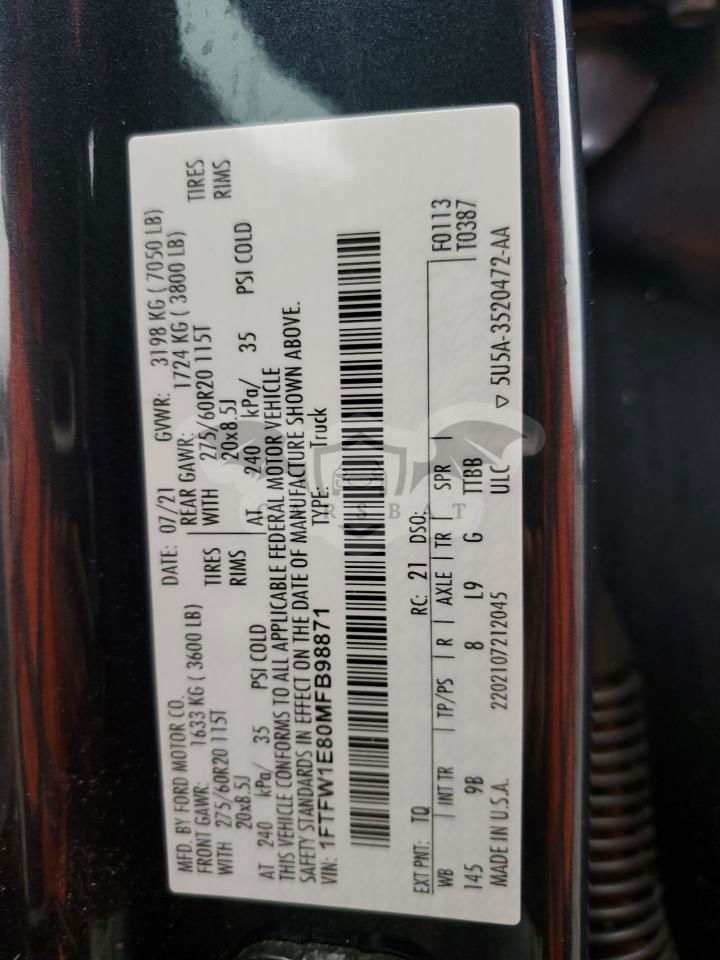 MFD. BY FORD MOTOR CO. DATE: 07/21 GVWR: 3198 KG ( 7050 LB)
FRONT GAWR: 1633 KG ( 3600 LB) REAR GAWR: 1724 KG ( 3800 LB)
WITH 275/60R20 115T TIRES WITH 275/60R20 115T TIRES
20x8.5J RIMS 20x8.5J RIMS
AT 240 kPa/ 35 PSI COLD AT 240 kPa/ 35 PSI COLD
THIS VEHICLE CONFORMS TO ALL APPLICABLE FEDERAL MOTOR VEHICLE
SAFETY STANDARDS IN EFFECT ON THE DATE OF MANUFACTURE SHOWN ABOVE.
VIN: 1FTFW1E80MFB98871 TYPE: Truck
EXT PNT: TQ RC: 21 DSO: F0113
WB INT TR TP/PS R AXLE TR SPR T0387
145 9B 8 L9 G TTBB
MADE IN U.S.A. 2202107212045 ULC ▽ 5U5A-3520472-AA